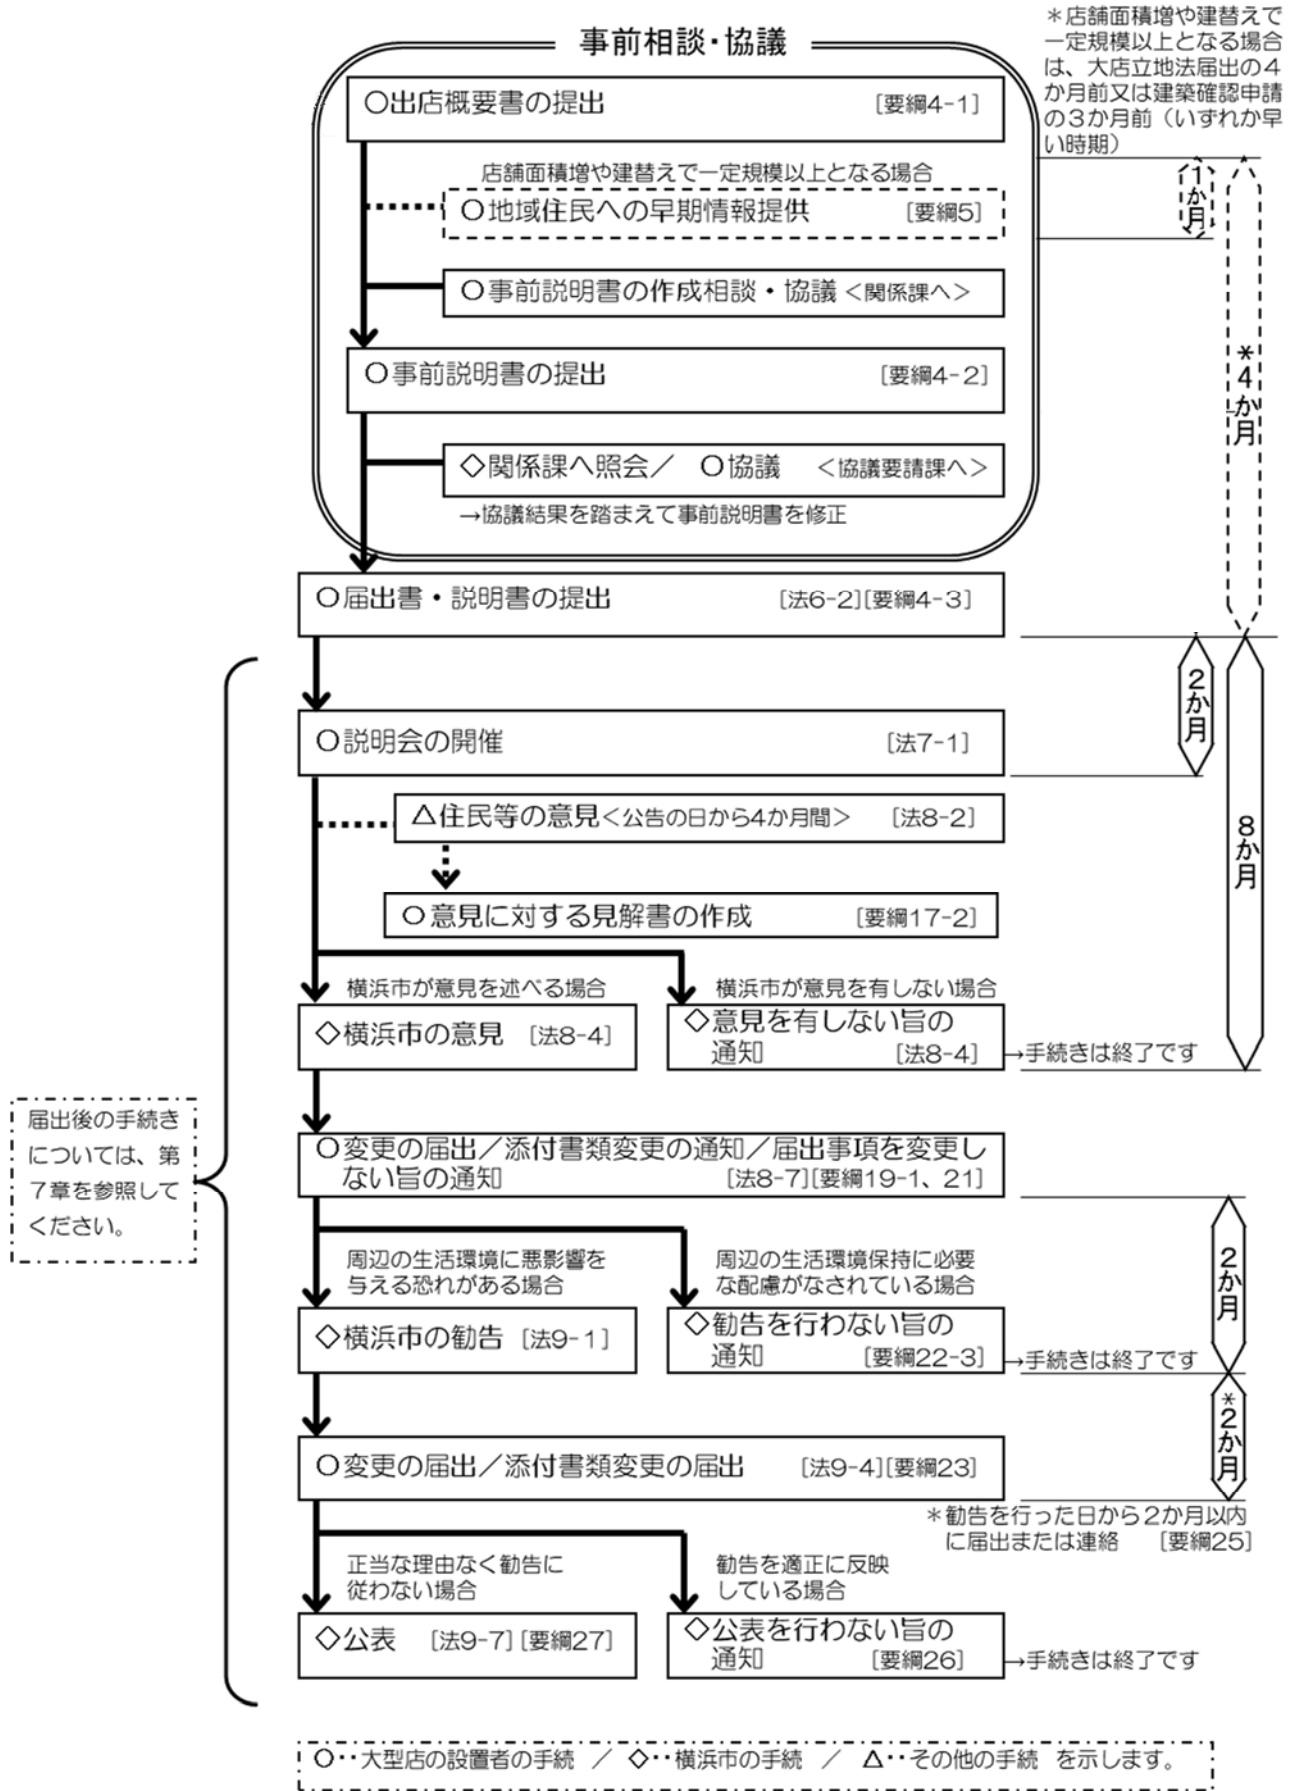 事前相談・協議
＊店舗面積増や建替えで
一定規模以上となる場合
は、大店立地法届出の４
か月前又は建築確認申請
の３か月前（いずれか早
い時期）
○出店概要書の提出 [要綱4-1]
店舗面積増や建替えで一定規模以上となる場合
○地域住民への早期情報提供 [要綱5]
1か月
○事前説明書の作成相談・協議＜関係課へ＞
○事前説明書の提出 [要綱4-2]
*4か月
◇関係課へ照会／ ○協議 ＜協議要請課へ＞
→協議結果を踏まえて事前説明書を修正
○届出書・説明書の提出 [法6-2][要綱4-3]
2か月
○説明会の開催 [法7-1]
△住民等の意見＜公告の日から4か月間＞ [法8-2]
8か月
○意見に対する見解書の作成 [要綱17-2]
横浜市が意見を述べる場合
横浜市が意見を有しない場合
◇横浜市の意見 [法8-4]
◇意見を有しない旨の
通知 [法8-4]
→手続きは終了です
届出後の手続き
については、第
７章を参照して
ください。
○変更の届出／添付書類変更の通知／届出事項を変更し
ない旨の通知 [法8-7][要綱19-1、21]
周辺の生活環境に悪影響を
与える恐れがある場合
周辺の生活環境保持に必要
な配慮がなされている場合
2か月
◇横浜市の勧告 [法9-1]
◇勧告を行わない旨の
通知 [要綱22-3]
→手続きは終了です
*2か月
○変更の届出／添付書類変更の届出 [法9-4][要綱23]
＊勧告を行った日から２か月以内
に届出または連絡 [要綱25]
正当な理由なく勧告に
従わない場合
勧告を適正に反映
している場合
◇公表 [法9-7][要綱27]
◇公表を行わない旨の
通知 [要綱26]
→手続きは終了です
○‥大型店の設置者の手続 ／ ◇‥横浜市の手続 ／ △‥その他の手続 を示します。